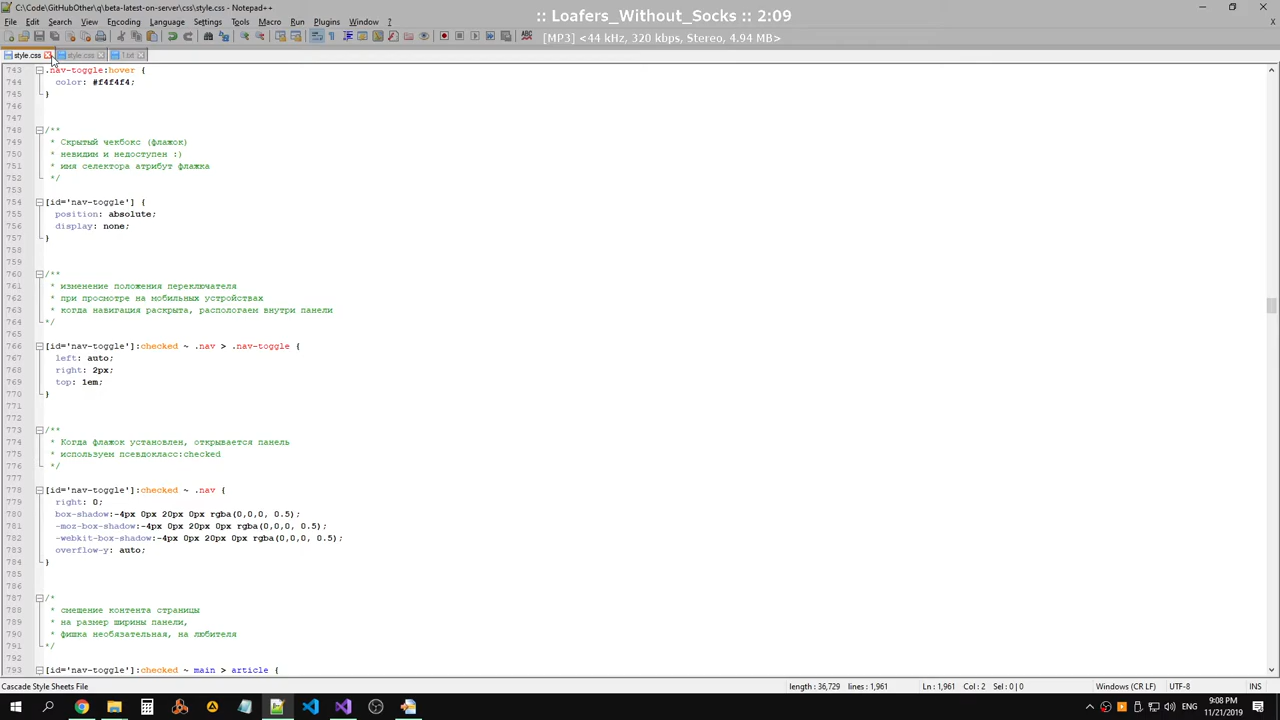 C:\Code\GitHubOther\q\beta-latest-on-server\css\style.css - Notepad++
:: Loafers_Without_Socks :: 2:09
File Edit Search View Encoding Language Settings Tools Macro Run Plugins Window ?
[MP3] <44 kHz, 320 kbps, Stereo, 4.94 MB>
style.css style.css 1.txt
743 .nav-toggle:hover {
744 color: #f4f4f4;
745 }
746
747
748 /**
749 * Скрытый чекбокс (флажок)
750 * невидим и недоступен :)
751 * имя селектора атрибут флажка
752 */
753
754 [id='nav-toggle'] {
755 position: absolute;
756 display: none;
757 }
758
759
760 /**
761 * изменение положения переключателя
762 * при просмотре на мобильных устройствах
763 * когда навигация раскрыта, распологаем внутри панели
764 */
765
766 [id='nav-toggle']:checked ~ .nav > .nav-toggle {
767 left: auto;
768 right: 2px;
769 top: 1em;
770 }
771
772
773 /**
774 * Когда флажок установлен, открывается панель
775 * используем псевдокласс:checked
776 */
777
778 [id='nav-toggle']:checked ~ .nav {
779 right: 0;
780 box-shadow:-4px 0px 20px 0px rgba(0,0,0, 0.5);
781 -moz-box-shadow:-4px 0px 20px 0px rgba(0,0,0, 0.5);
782 -webkit-box-shadow:-4px 0px 20px 0px rgba(0,0,0, 0.5);
783 overflow-y: auto;
784 }
785
786
787 /*
788 * смещение контента страницы
789 * на размер ширины панели,
790 * фишка необязательная, на любителя
791 */
792
793 [id='nav-toggle']:checked ~ main > article {
Cascade Style Sheets File length : 36,729 lines : 1,961 Ln : 1,961 Col : 2 Sel : 0 | 0 Windows (CR LF) UTF-8 INS
ENG
9:08 PM
11/21/2019